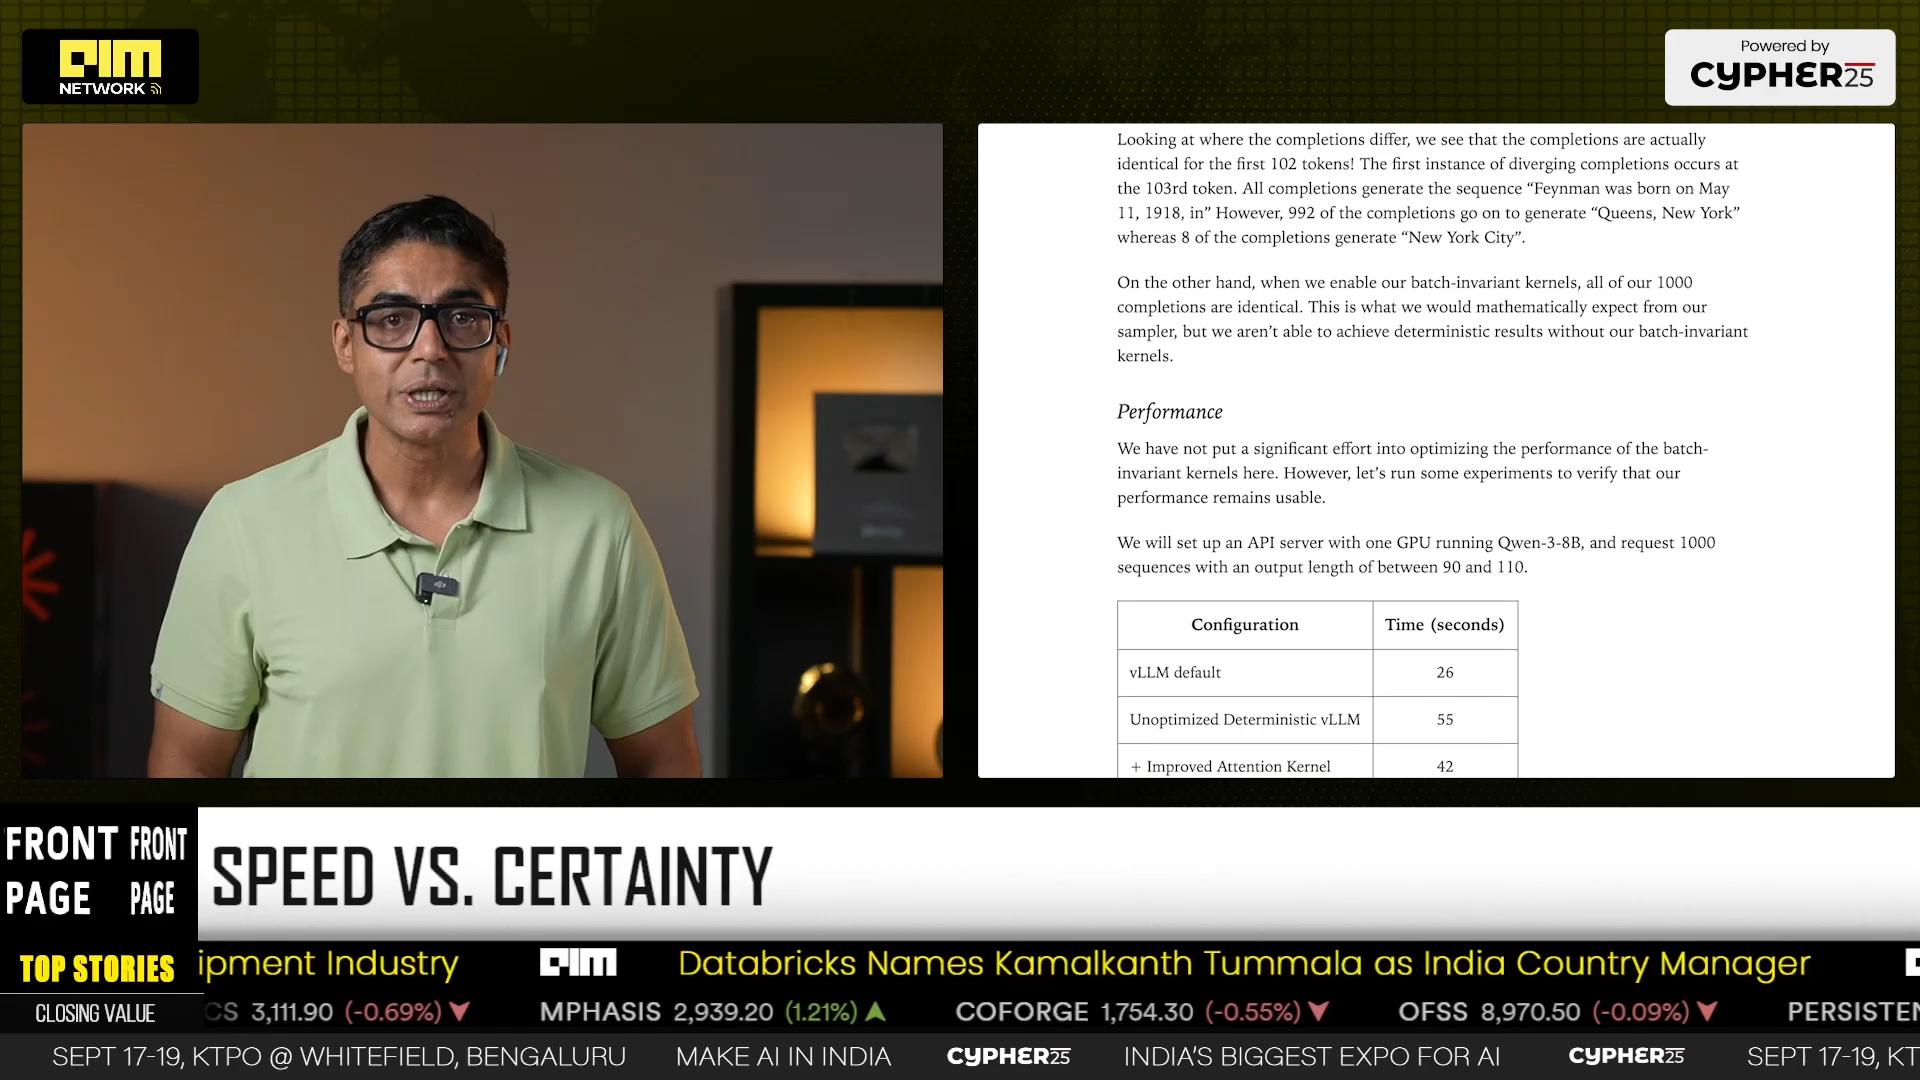 AIM
NETWORK
Powered by
CYPHER25
Looking at where the completions differ, we see that the completions are actually
identical for the first 102 tokens! The first instance of diverging completions occurs at
the 103rd token. All completions generate the sequence “Feynman was born on May
11, 1918, in” However, 992 of the completions go on to generate “Queens, New York”
whereas 8 of the completions generate “New York City”.
On the other hand, when we enable our batch-invariant kernels, all of our 1000
completions are identical. This is what we would mathematically expect from our
sampler, but we aren’t able to achieve deterministic results without our batch-invariant
kernels.
Performance
We have not put a significant effort into optimizing the performance of the batch-
invariant kernels here. However, let’s run some experiments to verify that our
performance remains usable.
We will set up an API server with one GPU running Qwen-3-8B, and request 1000
sequences with an output length of between 90 and 110.
Configuration Time (seconds)
vLLM default 26
Unoptimized Deterministic vLLM 55
+ Improved Attention Kernel 42
FRONT FRONT
PAGE PAGE
SPEED VS. CERTAINTY
TOP STORIES
ipment Industry AIM Databricks Names Kamalkanth Tummala as India Country Manager
CLOSING VALUE
CS 3,111.90 (-0.69%) MPHASIS 2,939.20 (1.21%) COFORGE 1,754.30 (-0.55%) OFSS 8,970.50 (-0.09%) PERSISTEN
SEPT 17-19, KTPO @ WHITEFIELD, BENGALURU MAKE AI IN INDIA CYPHER25 INDIA’S BIGGEST EXPO FOR AI CYPHER25 SEPT 17-19, KT